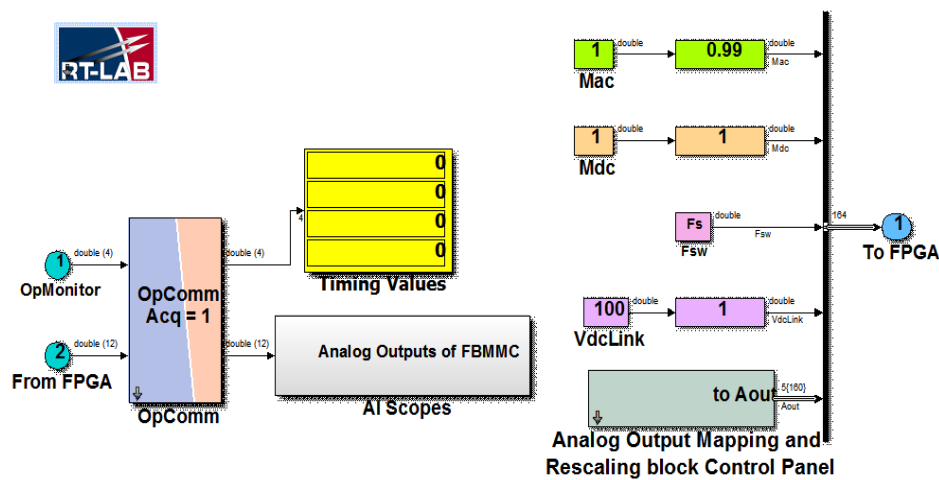 RT-LAB
1
double
0.99
double
Mac
Mac
1
double
1
double
Mdc
Mdc
0
0
0
0
4
Timing Values
Fs
double
Fsw
Fsw
164
1
To FPGA
1
double (4)
OpMonitor
OpComm
Acq = 1
double (4)
2
double (12)
From FPGA
double (12)
OpComm
Analog Outputs of FBMMC
AI Scopes
100
double
1
double
VdcLink
VdcLink
to Aout
5{160}
Aout
Analog Output Mapping and
Rescaling block Control Panel